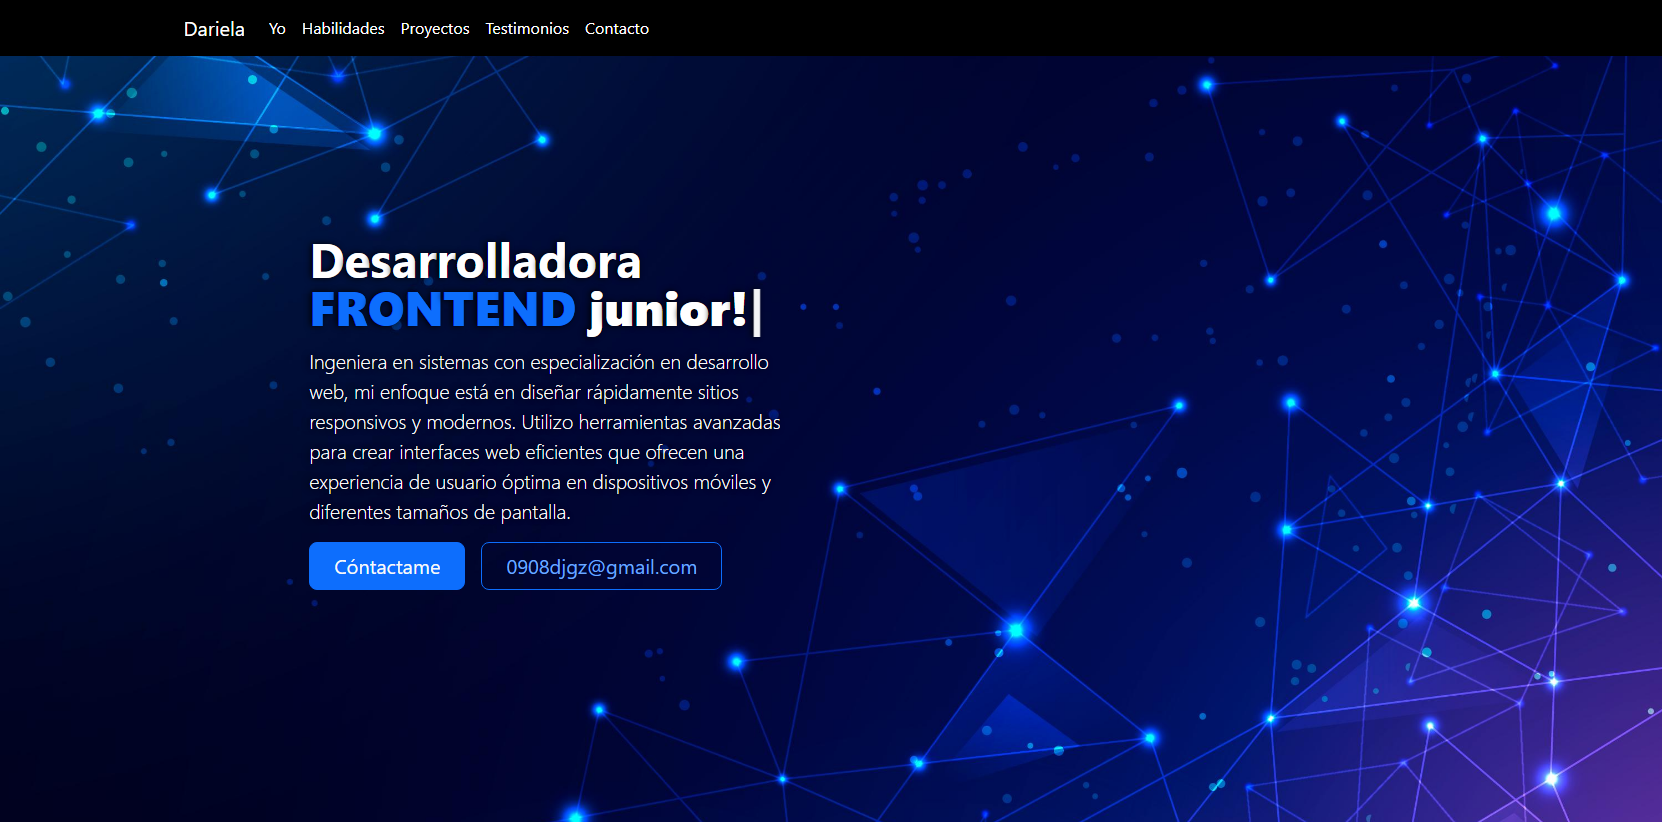 Dariela Yo Habilidades Proyectos Testimonios Contacto
Desarrolladora
FRONTEND junior!|
Ingeniera en sistemas con especialización en desarrollo
web, mi enfoque está en diseñar rápidamente sitios
responsivos y modernos. Utilizo herramientas avanzadas
para crear interfaces web eficientes que ofrecen una
experiencia de usuario óptima en dispositivos móviles y
diferentes tamaños de pantalla.
Cóntactame 0908djgz@gmail.com